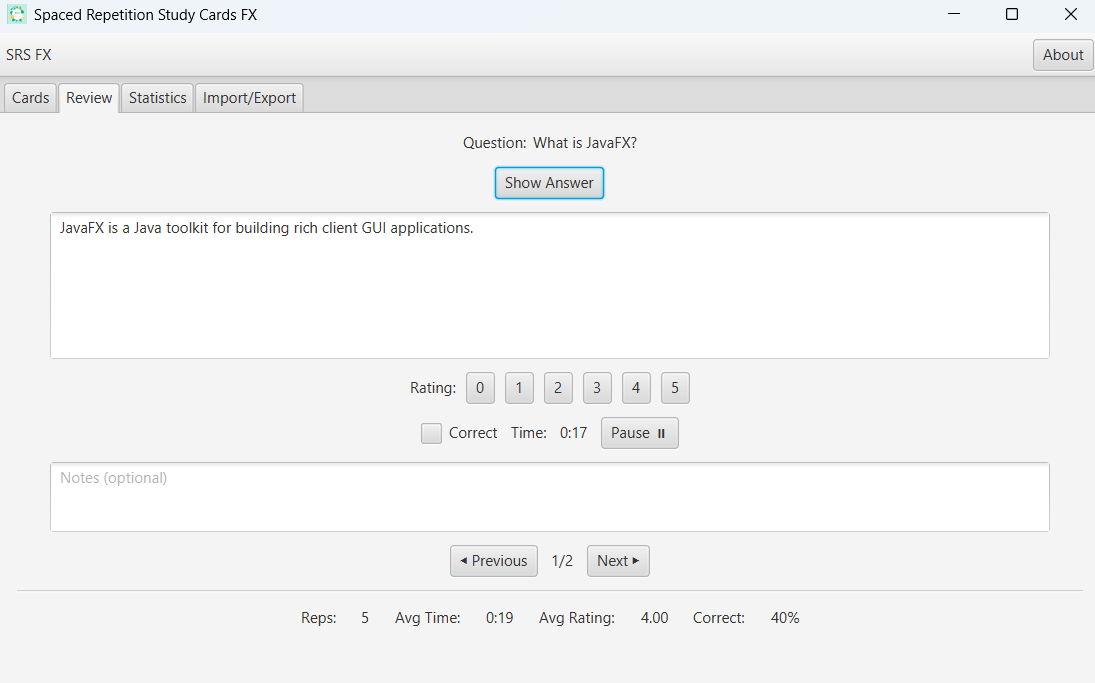 Spaced Repetition Study Cards FX
SRS FX
About
Cards Review Statistics Import/Export
Question: What is JavaFX?
Show Answer
JavaFX is a Java toolkit for building rich client GUI applications.
Rating: 0 1 2 3 4 5
Correct Time: 0:17 Pause ⏸
Notes (optional)
◂ Previous 1/2 Next ▸
Reps: 5 Avg Time: 0:19 Avg Rating: 4.00 Correct: 40%